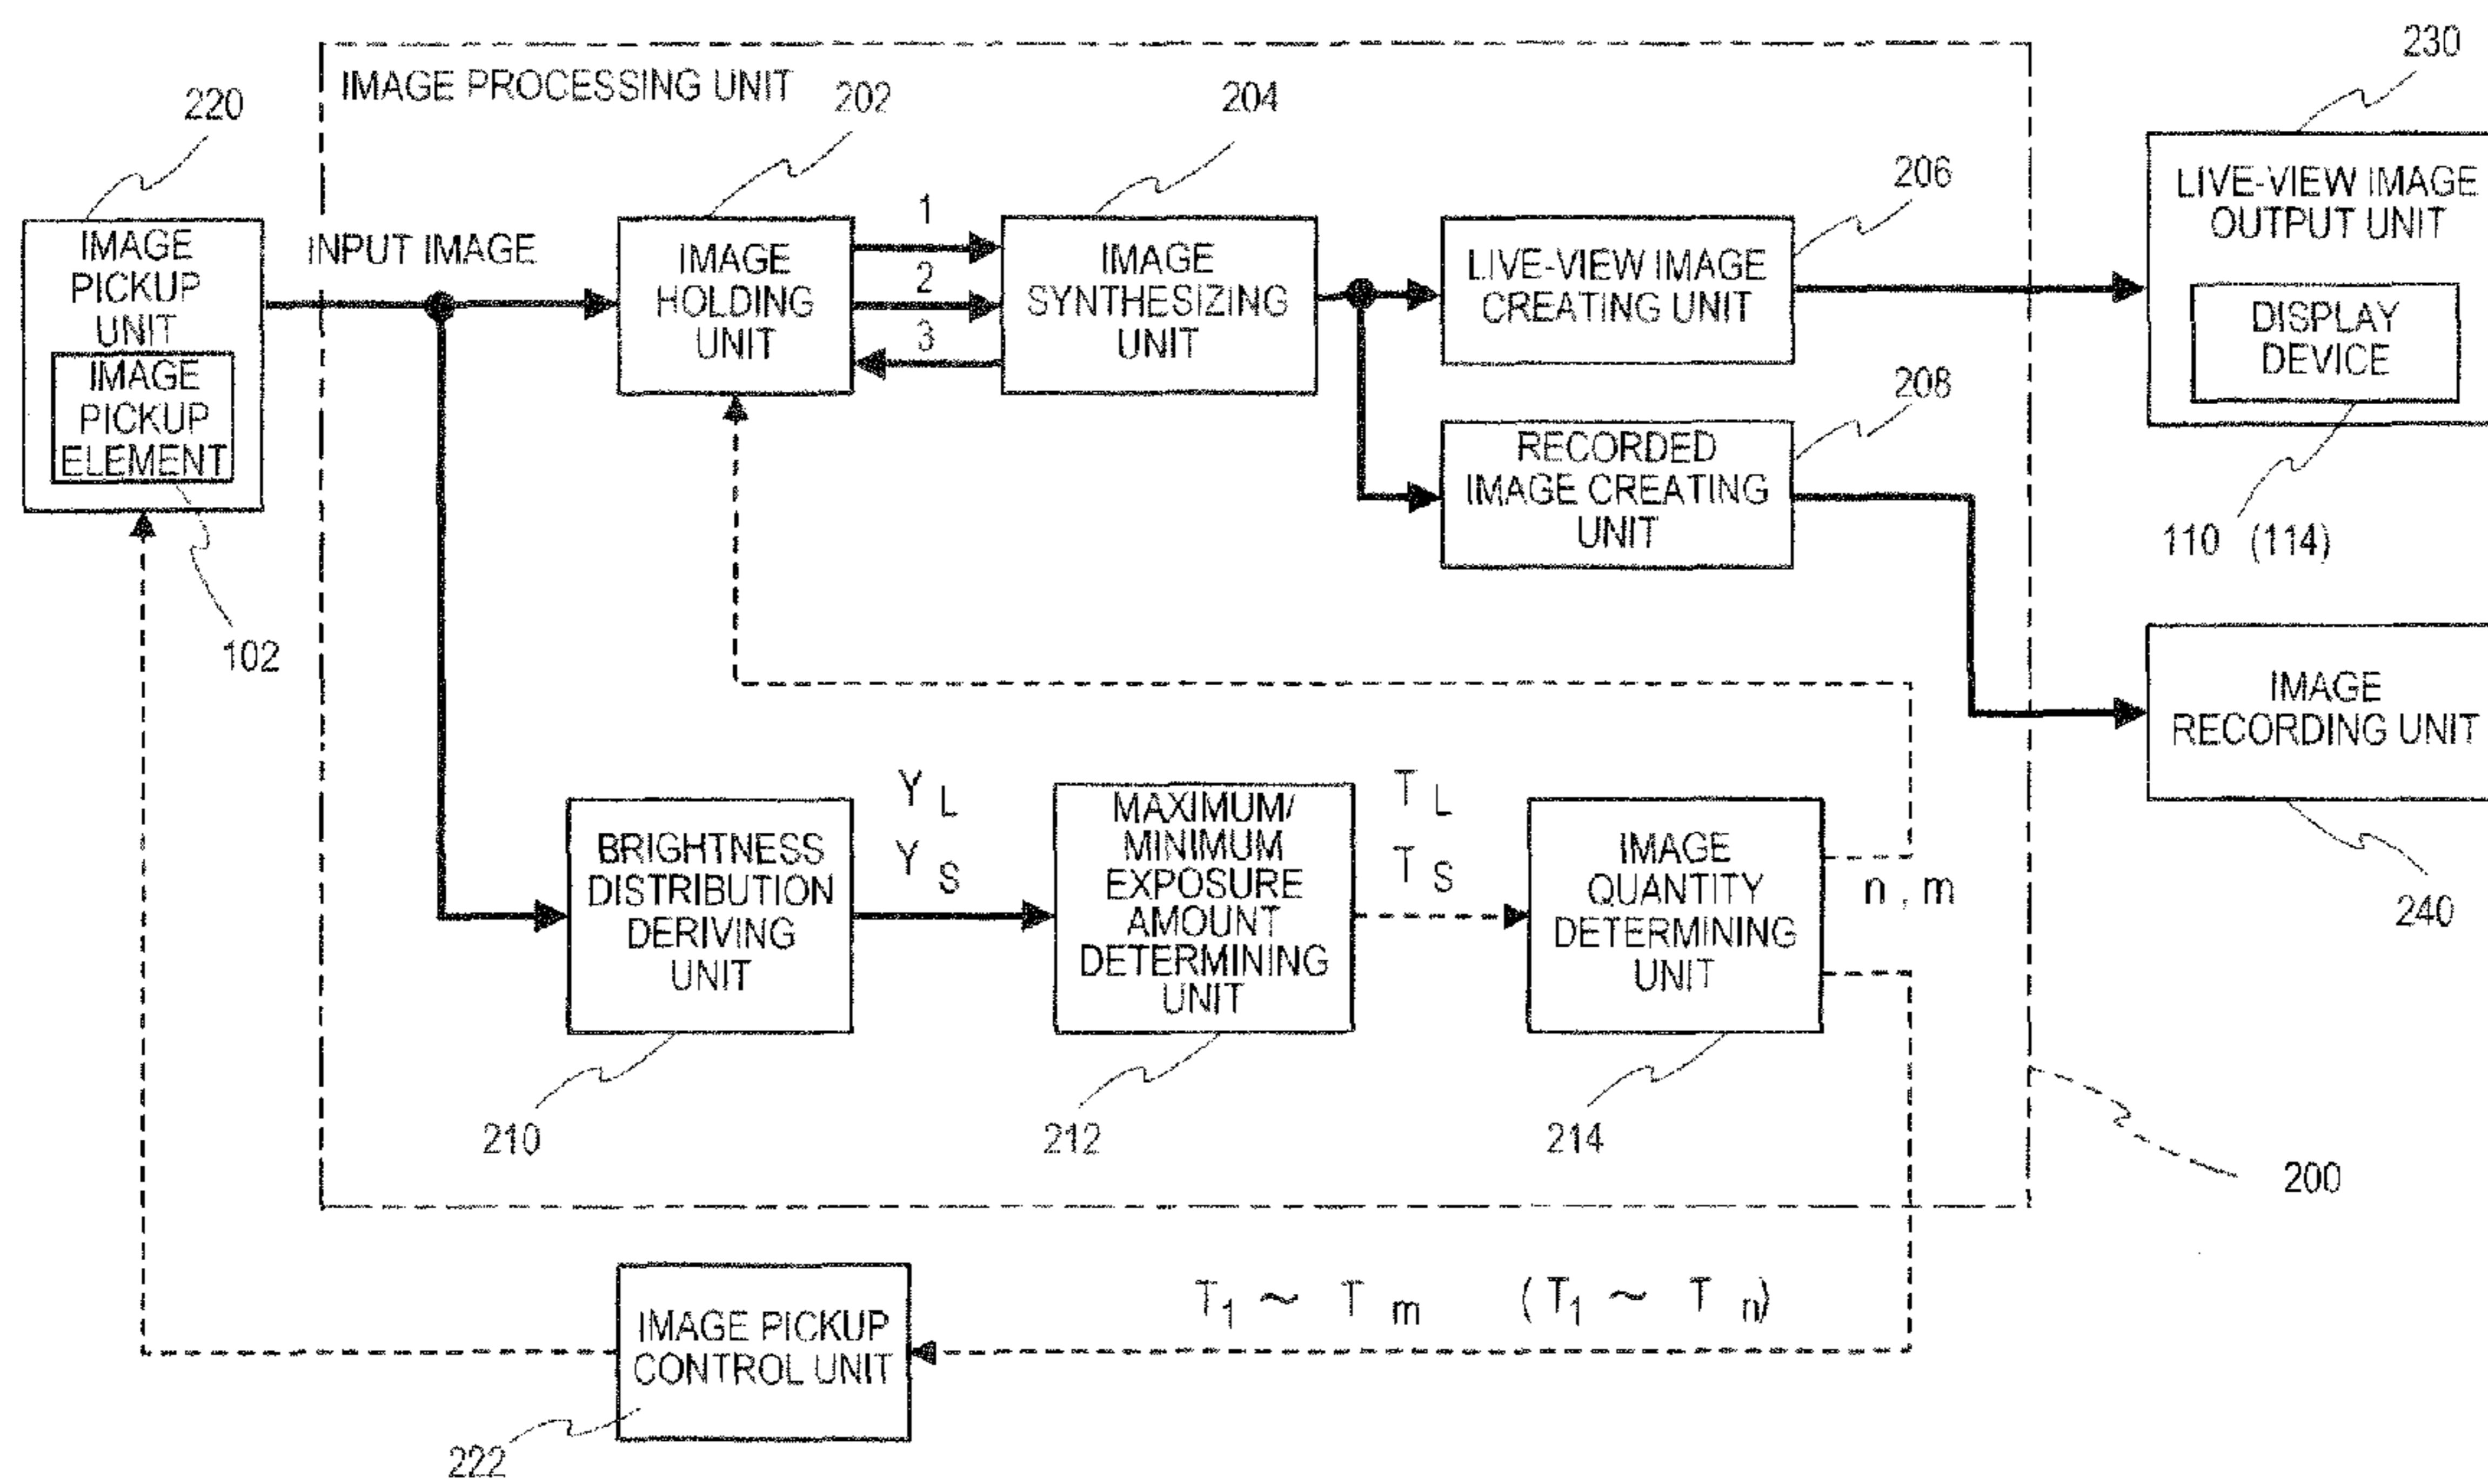 230
IMAGE PROCESSING UNIT
202
204
220
206
LIVE-VIEW IMAGE
OUTPUT UNIT
DISPLAY
DEVICE
110 (114)
IMAGE
PICKUP
UNIT
IMAGE
PICKUP
ELEMENT
102
INPUT IMAGE
IMAGE
HOLDING
UNIT
1
2
3
IMAGE
SYNTHESIZING
UNIT
LIVE-VIEW IMAGE
CREATING UNIT
208
RECORDED
IMAGE CREATING
UNIT
IMAGE
RECORDING UNIT
240
BRIGHTNESS
DISTRIBUTION
DERIVING
UNIT
210
Y L
Y S
MAXIMUM/
MINIMUM
EXPOSURE
AMOUNT
DETERMINING
UNIT
212
T L
T S
IMAGE
QUANTITY
DETERMINING
UNIT
214
n , m
200
T1 ~ T m (T1 ~ T n)
IMAGE PICKUP
CONTROL UNIT
222